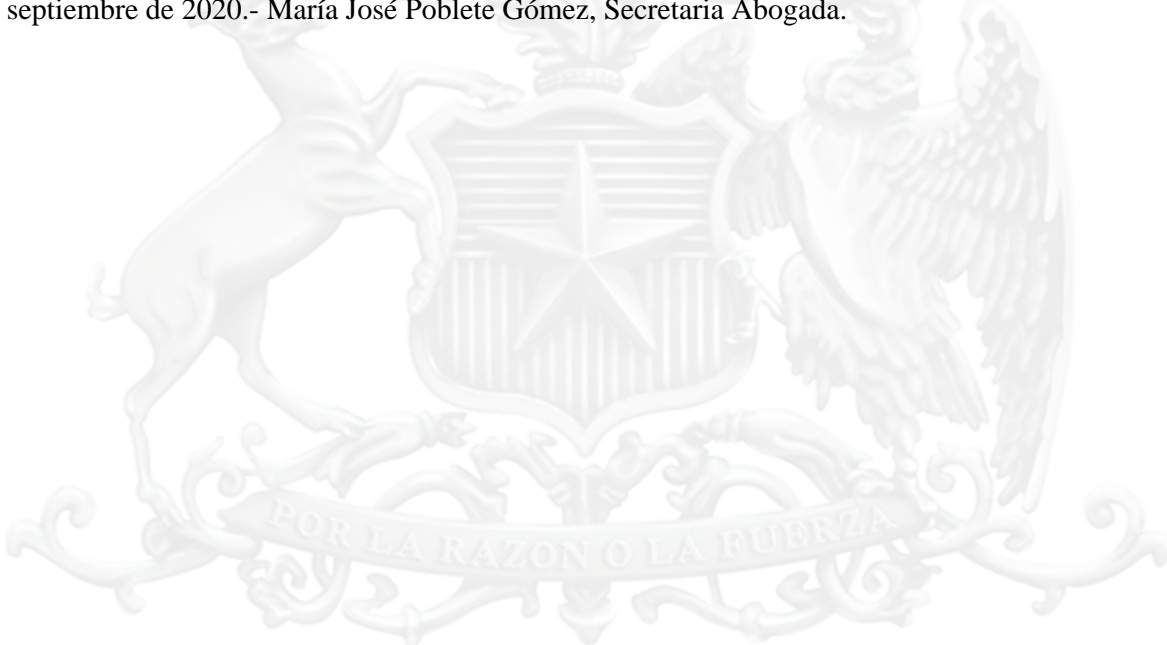 septiembre de 2020.- María José Poblete Gómez, Secretaria Abogada.
POR LA RAZON O LA FUERZA